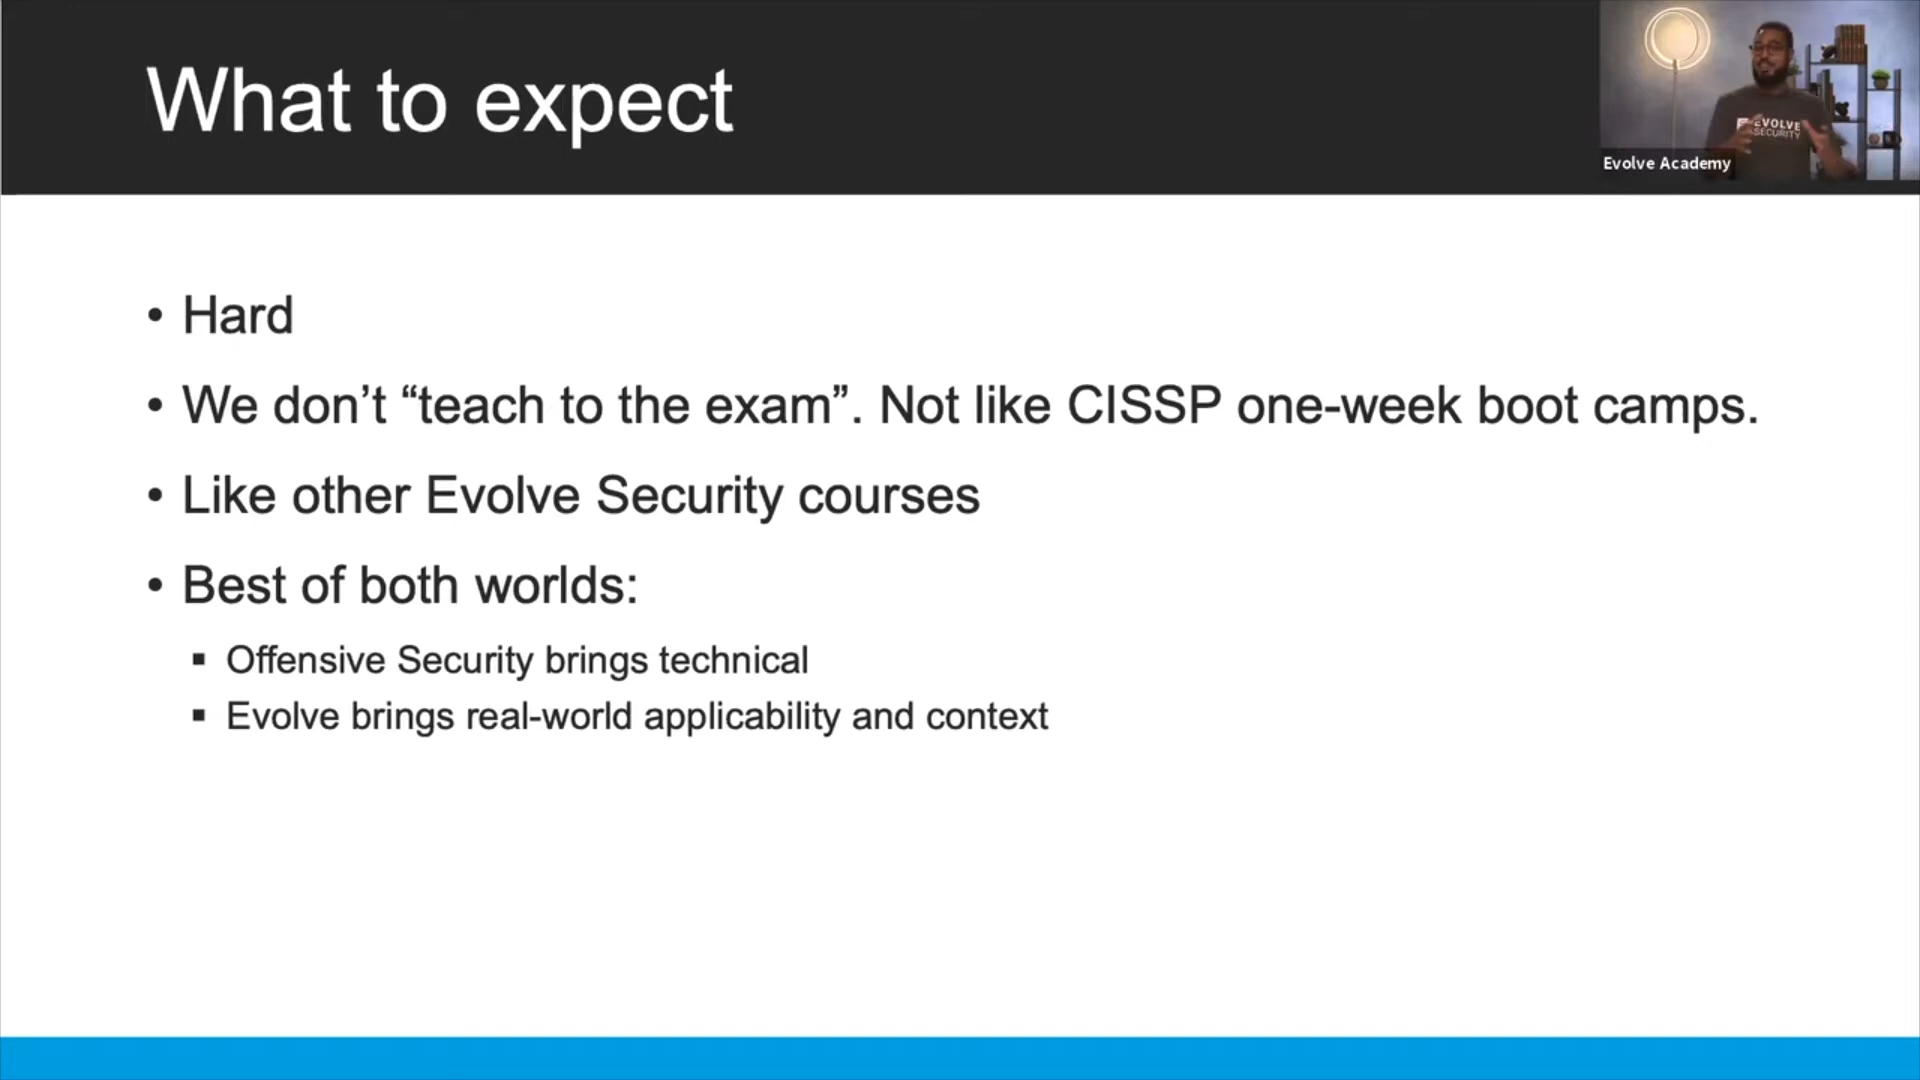 What to expect
EVOLVE
SECURITY
Evolve Academy
• Hard
• We don’t “teach to the exam”. Not like CISSP one-week boot camps.
• Like other Evolve Security courses
• Best of both worlds:
▪ Offensive Security brings technical
▪ Evolve brings real-world applicability and context